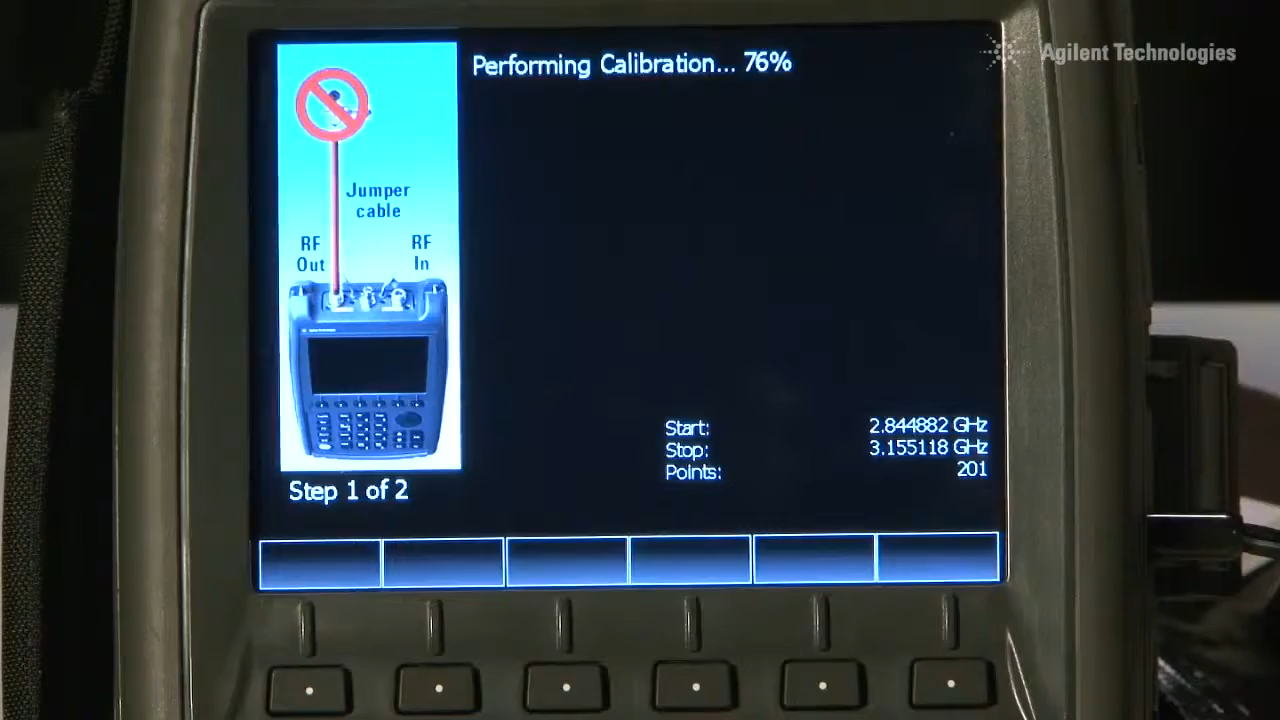 Performing Calibration... 76%
Agilent Technologies
Jumper
cable
RF
Out
RF
In
Start: 2.844882 GHz
Stop: 3.155118 GHz
Points: 201
Step 1 of 2